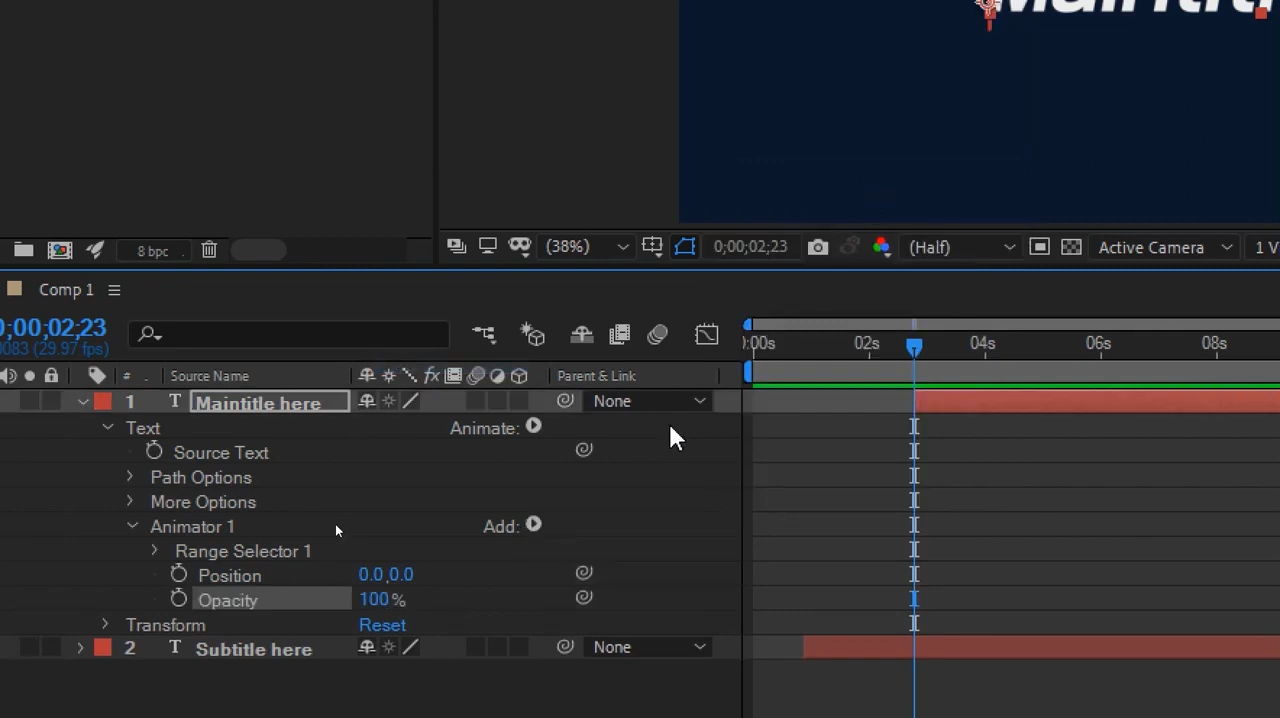 8 bpc
(38%)
0;00;02;23
(Half)
Active Camera
1 V
Comp 1
0;00;02;23
0083 (29.97 fps)
:00s 02s 04s 06s 08s
# . Source Name fx Parent & Link
1 T Maintitle here None
Text Animate:
Source Text
Path Options
More Options
Animator 1 Add:
Range Selector 1
Position 0.0,0.0
Opacity 100 %
Transform Reset
2 T Subtitle here None